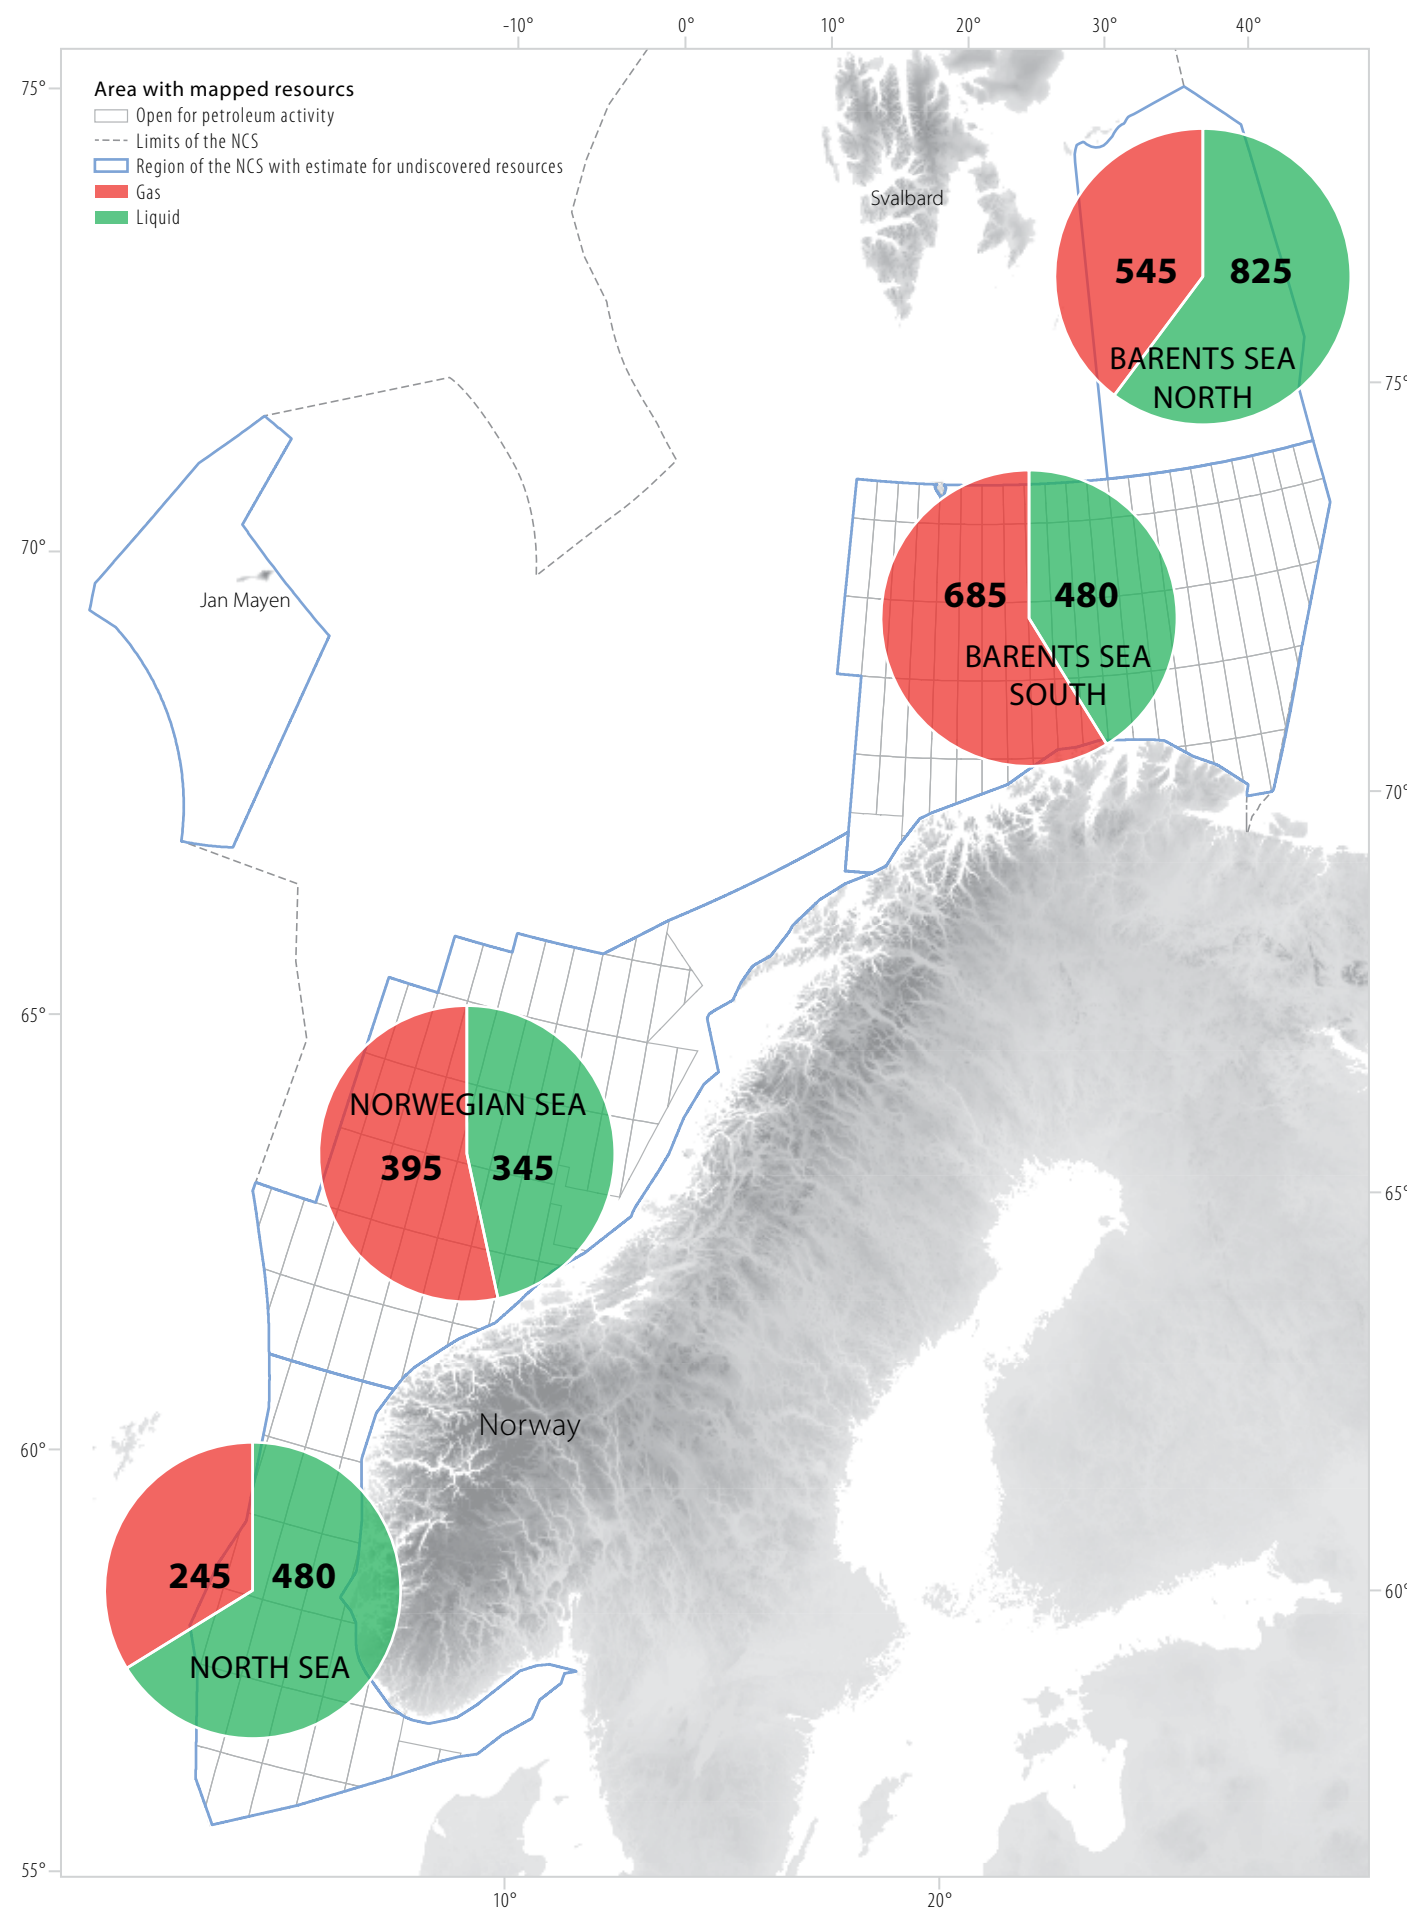 -10° 0° 10° 20° 30° 40°
75°
Area with mapped resourcs
Open for petroleum activity
Limits of the NCS
Region of the NCS with estimate for undiscovered resources
Gas
Liquid
Svalbard
545 825
BARENTS SEA
NORTH
75°
70°
Jan Mayen
685 480
BARENTS SEA
SOUTH
70°
65°
NORWEGIAN SEA
395 345
65°
Norway
60°
245 480
NORTH SEA
60°
55°
10° 20°